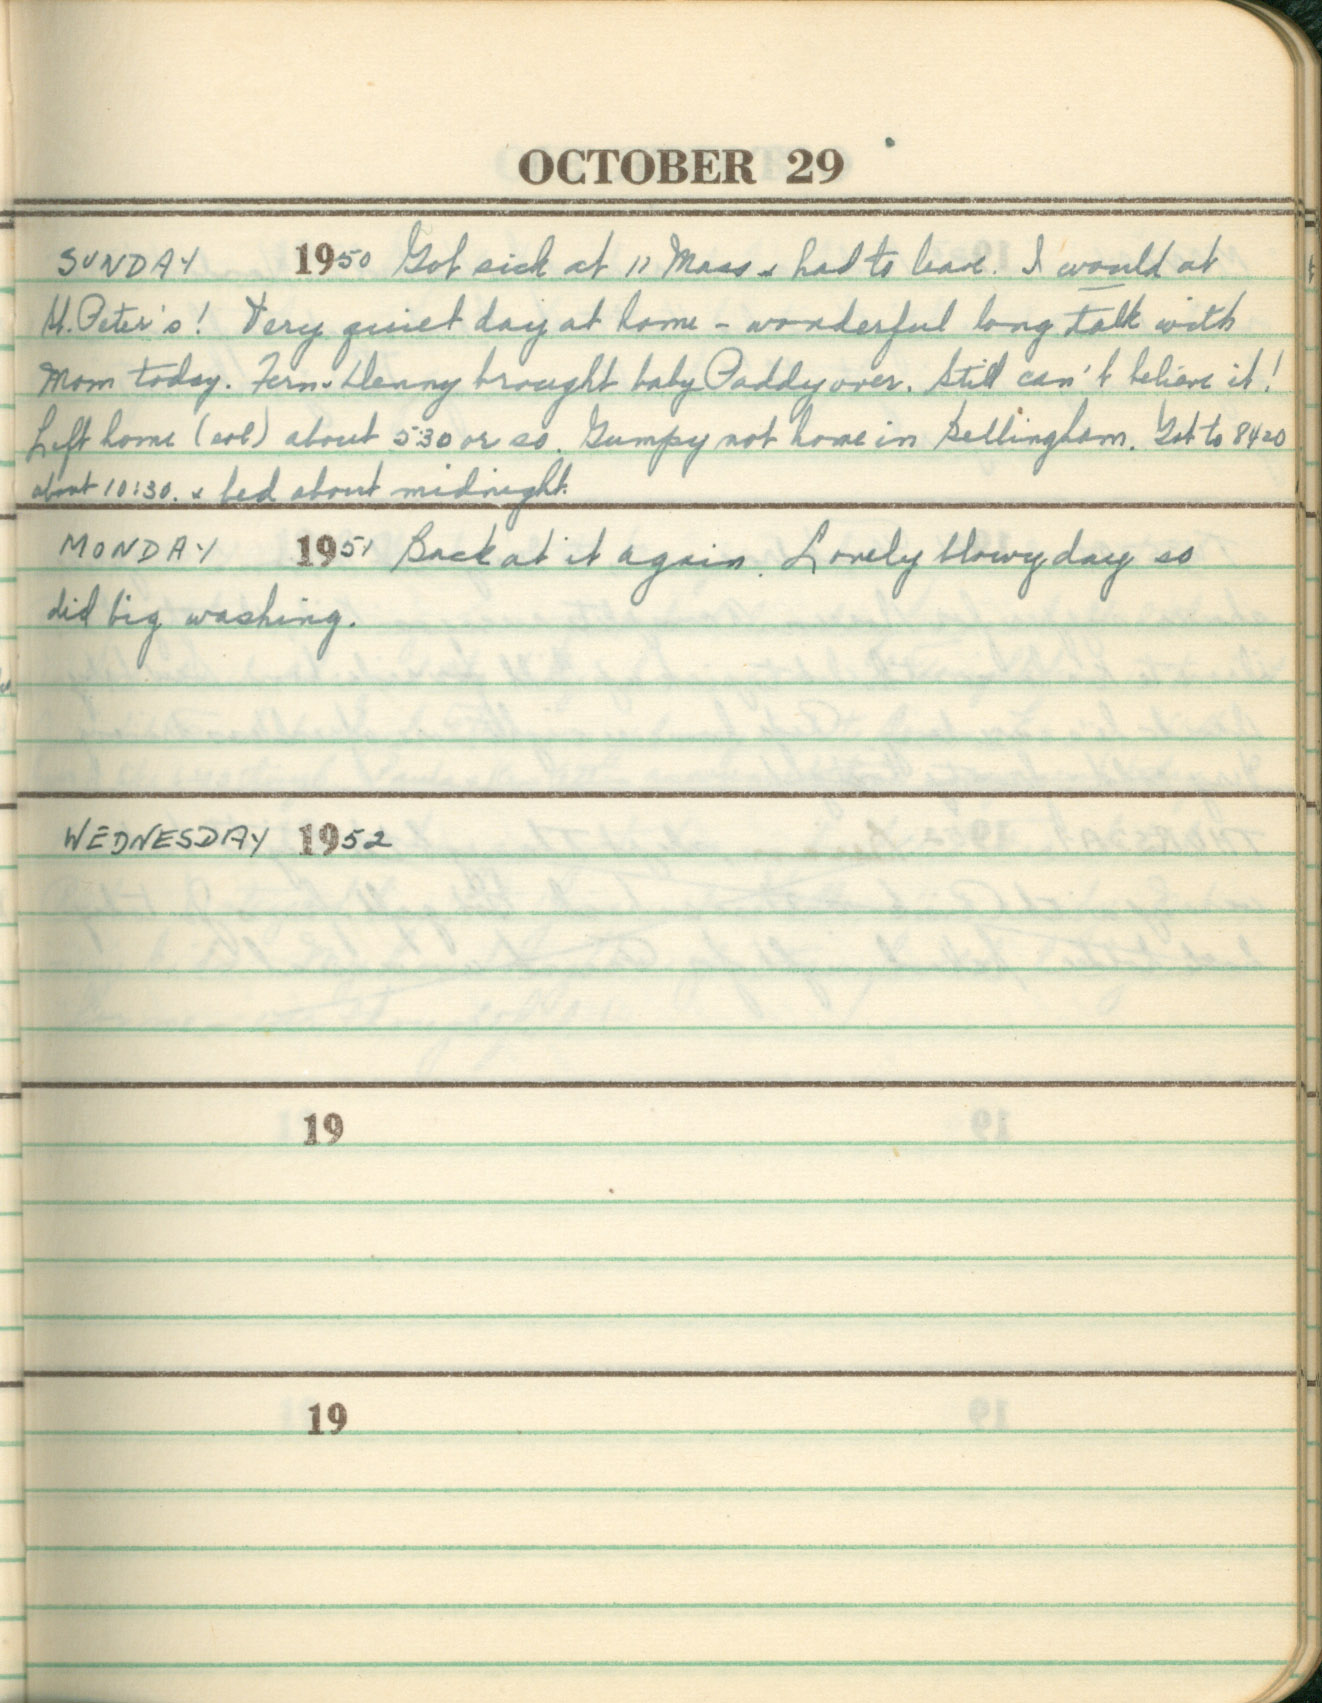 OCTOBER 29
SUNDAY 1950 Got sick at 11 Mass & had to leave. I would at
St. Peter's! Very quiet day at home - wonderful long talk with
Mom today. Fern & Denny brought baby Paddy over. Still can't believe it!
Left home (sob) about 5:30 or so. Gumpy not home in Bellingham. Got to 8420
about 10:30. & bed about midnight.
MONDAY 1951 Back at it again. Lovely blowy day so
did big washing.
WEDNESDAY 1952
19
19